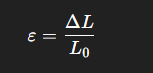 ε = ΔL / L₀